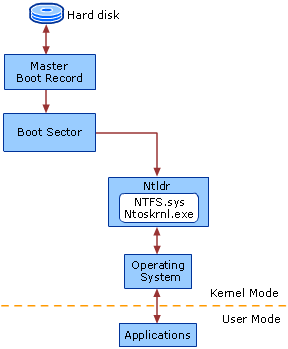 Hard disk
Master
Boot Record
Boot Sector
Ntldr
NTFS.sys
Ntoskrnl.exe
Operating
System
Kernel Mode
User Mode
Applications